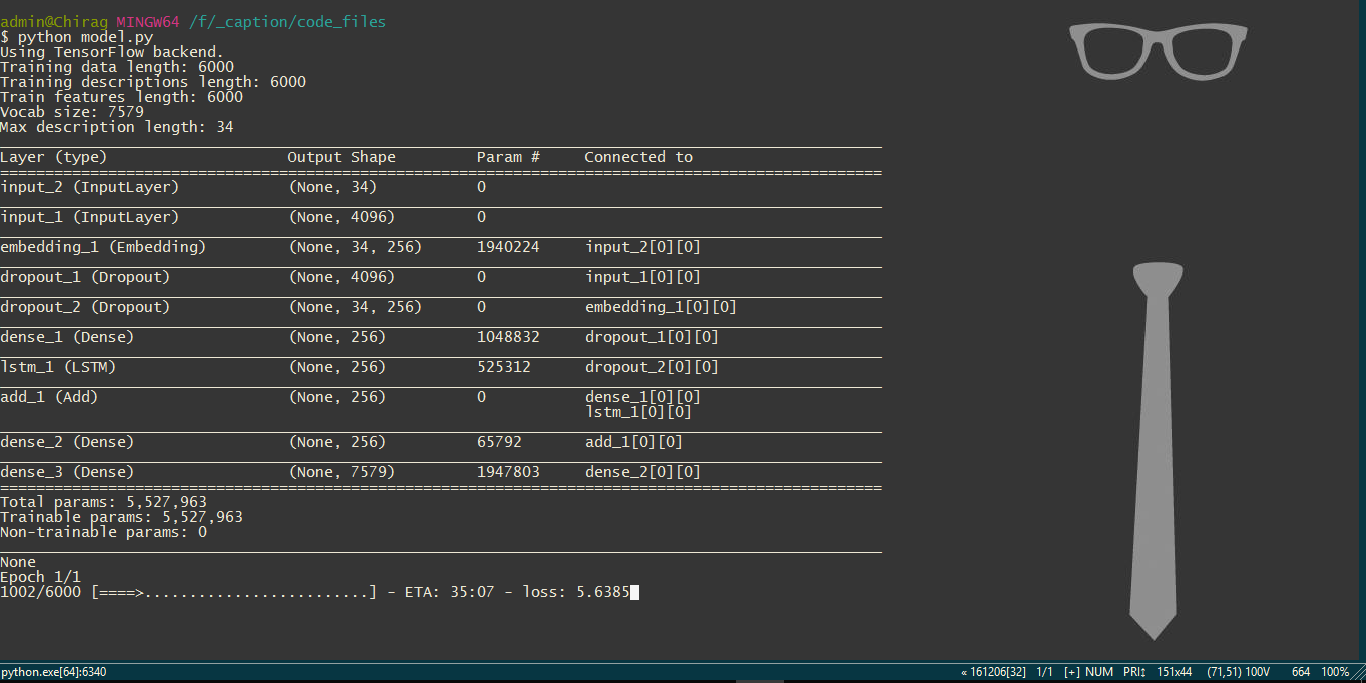 admin@Chirag MINGW64 /f/_caption/code_files
$ python model.py
Using TensorFlow backend.
Training data length: 6000
Training descriptions length: 6000
Train features length: 6000
Vocab size: 7579
Max description length: 34
Layer (type) Output Shape Param # Connected to
input_2 (InputLayer) (None, 34) 0
input_1 (InputLayer) (None, 4096) 0
embedding_1 (Embedding) (None, 34, 256) 1940224 input_2[0][0]
dropout_1 (Dropout) (None, 4096) 0 input_1[0][0]
dropout_2 (Dropout) (None, 34, 256) 0 embedding_1[0][0]
dense_1 (Dense) (None, 256) 1048832 dropout_1[0][0]
lstm_1 (LSTM) (None, 256) 525312 dropout_2[0][0]
add_1 (Add) (None, 256) 0 dense_1[0][0]
lstm_1[0][0]
dense_2 (Dense) (None, 256) 65792 add_1[0][0]
dense_3 (Dense) (None, 7579) 1947803 dense_2[0][0]
Total params: 5,527,963
Trainable params: 5,527,963
Non-trainable params: 0
None
Epoch 1/1
1002/6000 [====>.........................] - ETA: 35:07 - loss: 5.6385
python.exe[64]:6340 « 161206[32] 1/1 [+] NUM PRI↕ 151x44 (71,51) 100V 664 100%